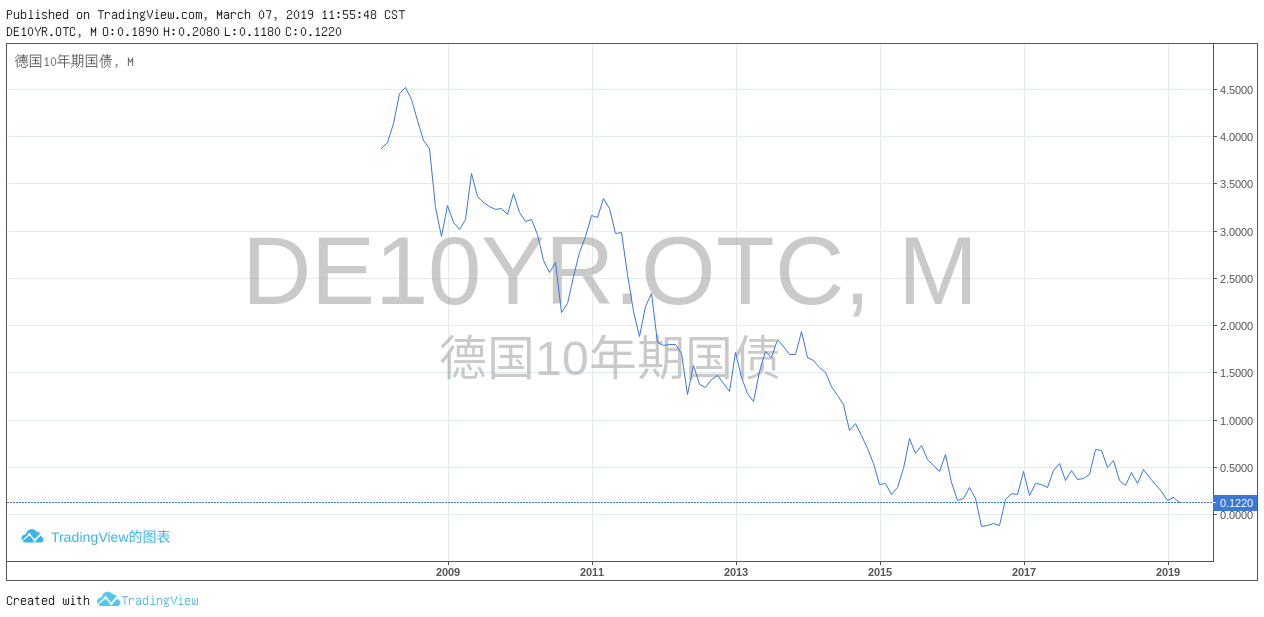 Published on TradingView.com, March 07, 2019 11:55:48 CST
DE10YR.OTC, M O:0.1890 H:0.2080 L:0.1180 C:0.1220
德国10年期国债, M
4.5000
4.0000
3.5000
3.0000
DE10YR.OTC, M
2.5000
2.0000
德国10年期国债
1.5000
1.0000
0.5000
0.1220
0.0000
TradingView的图表
2009 2011 2013 2015 2017 2019
Created with TradingView